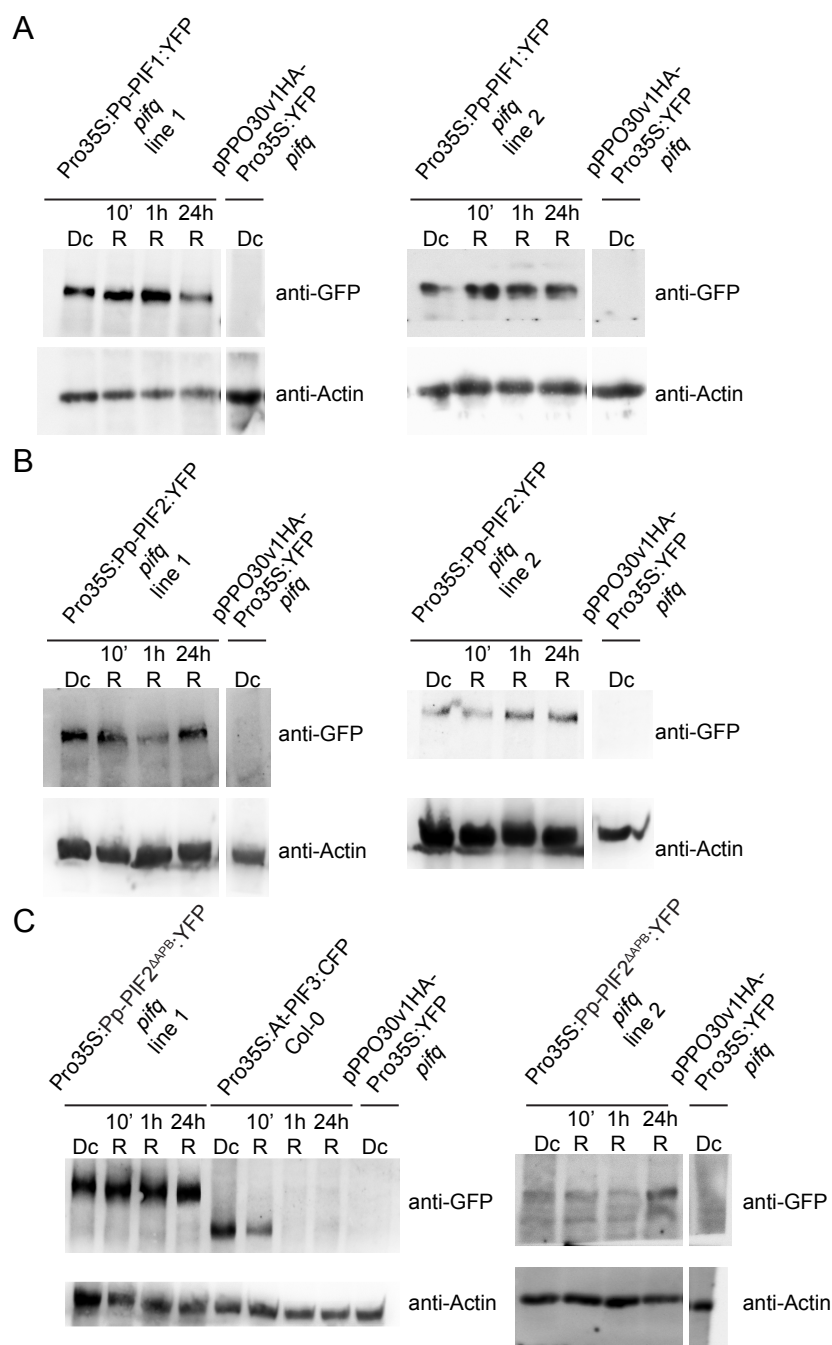 A
Pro35S:Pp-PIF1:YFP
pifq
line 1
pPPO30v1HA-
Pro35S:YFP
pifq
Pro35S:Pp-PIF1:YFP
pifq
line 2
pPPO30v1HA-
Pro35S:YFP
pifq
10' 1h 24h
Dc R R R Dc
anti-GFP
anti-Actin
10' 1h 24h
Dc R R R Dc
anti-GFP
anti-Actin
B
Pro35S:Pp-PIF2:YFP
pifq
line 1
pPPO30v1HA-
Pro35S:YFP
pifq
Pro35S:Pp-PIF2:YFP
pifq
line 2
pPPO30v1HA-
Pro35S:YFP
pifq
10' 1h 24h
Dc R R R Dc
anti-GFP
anti-Actin
10' 1h 24h
Dc R R R Dc
anti-GFP
anti-Actin
C
Pro35S:Pp-PIF2ΔAPB:YFP
pifq
line 1
Pro35S:At-PIF3:CFP
Col-0
pPPO30v1HA-
Pro35S:YFP
pifq
Pro35S:Pp-PIF2ΔAPB:YFP
pifq
line 2
pPPO30v1HA-
Pro35S:YFP
pifq
10' 1h 24h 10' 1h 24h
Dc R R R Dc R R R Dc
anti-GFP
anti-Actin
10' 1h 24h
Dc R R R Dc
anti-GFP
anti-Actin